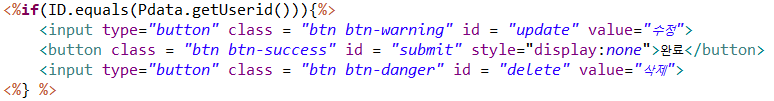 <%if(ID.equals(Pdata.getUserid())){%>
<input type="button" class = "btn btn-warning" id = "update" value="수정">
<button class = "btn btn-success" id = "submit" style="display:none">완료</button>
<input type="button" class = "btn btn-danger" id = "delete" value="삭제">
<%} %>